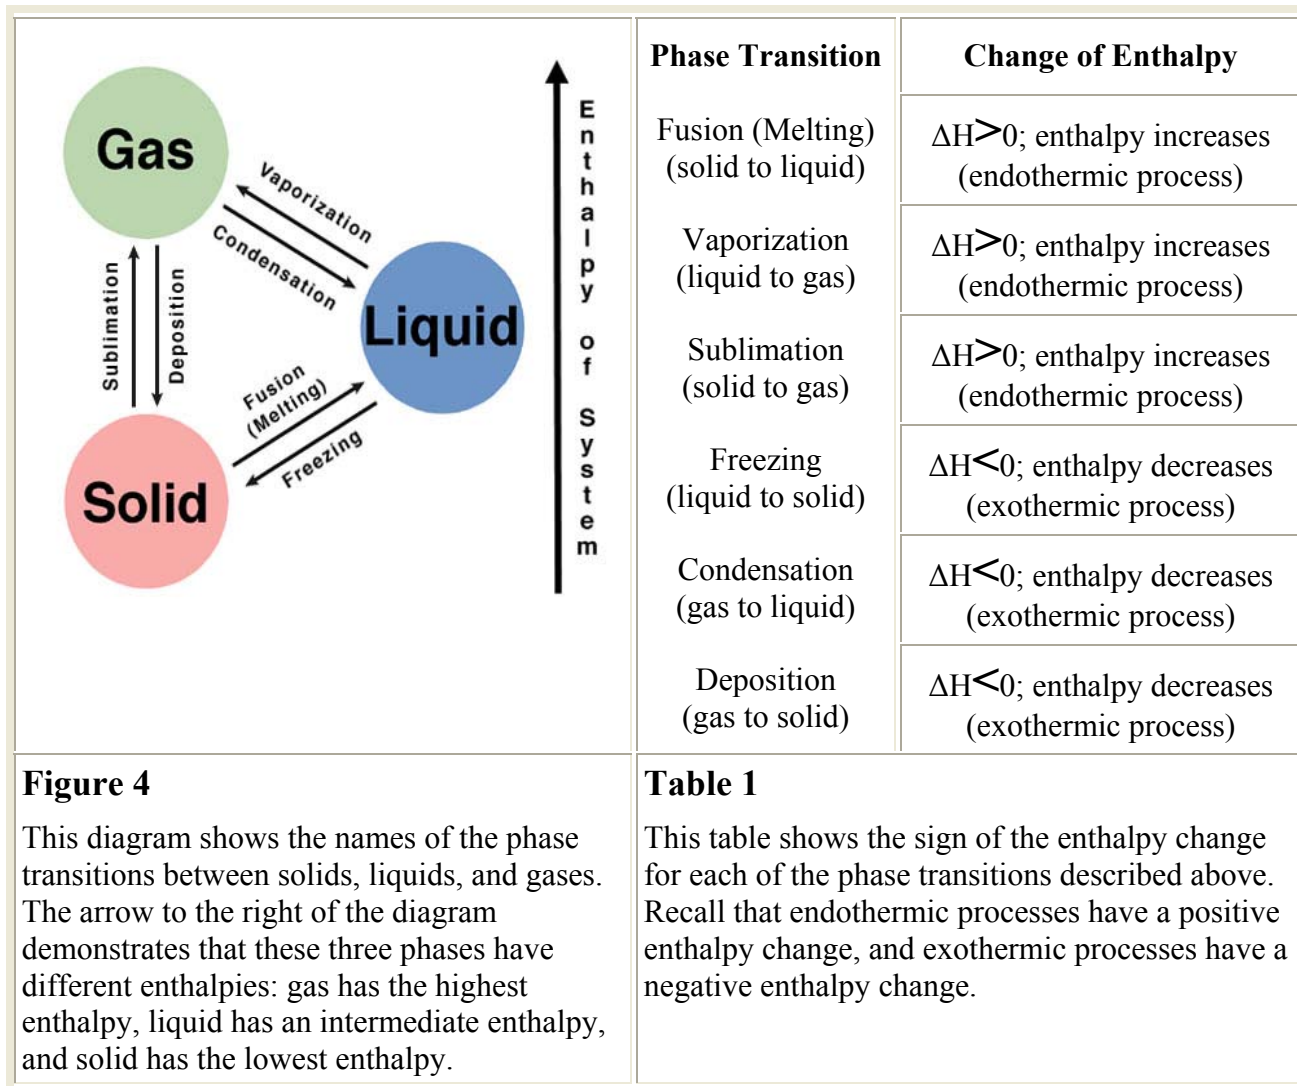 Gas
Vaporization
Condensation
Liquid
Sublimation
Deposition
Fusion
(Melting)
Freezing
Solid
Enthalpy of System
Phase Transition
Change of Enthalpy
Fusion (Melting)
(solid to liquid)
ΔH>0; enthalpy increases
(endothermic process)
Vaporization
(liquid to gas)
ΔH>0; enthalpy increases
(endothermic process)
Sublimation
(solid to gas)
ΔH>0; enthalpy increases
(endothermic process)
Freezing
(liquid to solid)
ΔH<0; enthalpy decreases
(exothermic process)
Condensation
(gas to liquid)
ΔH<0; enthalpy decreases
(exothermic process)
Deposition
(gas to solid)
ΔH<0; enthalpy decreases
(exothermic process)
Figure 4
This diagram shows the names of the phase
transitions between solids, liquids, and gases.
The arrow to the right of the diagram
demonstrates that these three phases have
different enthalpies: gas has the highest
enthalpy, liquid has an intermediate enthalpy,
and solid has the lowest enthalpy.
Table 1
This table shows the sign of the enthalpy change
for each of the phase transitions described above.
Recall that endothermic processes have a positive
enthalpy change, and exothermic processes have a
negative enthalpy change.